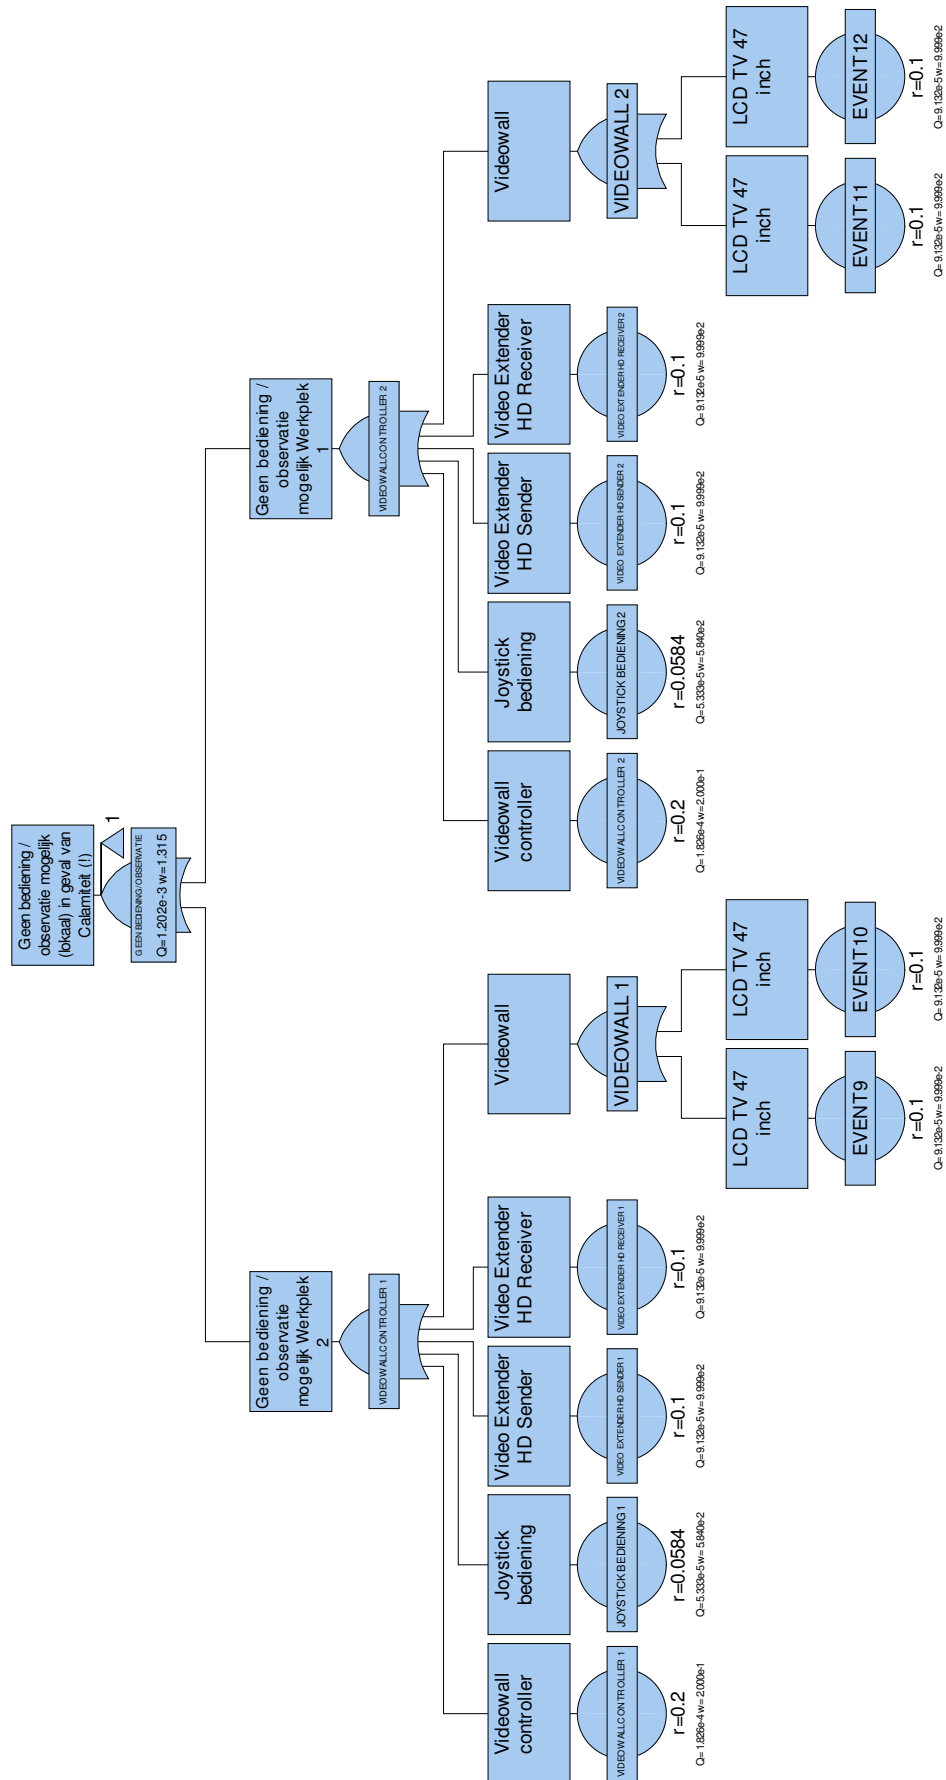 Geen bediening /
observatie mogelijk
(lokaal) in geval van
Calamiteit (!)
1
GEEN BEDIENING/OBSERVATIE
Q=1.202e-3 w=1.315
Geen bediening /
observatie
mogelijk Werkplek
2
VIDEOWALLCONTROLLER 1
Geen bediening /
observatie
mogelijk Werkplek
1
VIDEOWALLCONTROLLER 2
Videowall
controller
VIDEOWALLCONTROLLER 1
r=0.2
Q=1.826e-4 w=2.000e-1
Joystick
bediening
JOYSTICK BEDIENING 1
r=0.0584
Q=5.333e-5 w=5.840e-2
Video Extender
HD Sender
VIDEO EXTENDER HD SENDER 1
r=0.1
Q=9.132e-5 w=9.999e-2
Video Extender
HD Receiver
VIDEO EXTENDER HD RECEIVER 1
r=0.1
Q=9.132e-5 w=9.999e-2
Videowall
VIDEOWALL 1
LCD TV 47
inch
EVENT9
r=0.1
Q=9.132e-5 w=9.999e-2
LCD TV 47
inch
EVENT10
r=0.1
Q=9.132e-5 w=9.999e-2
Videowall
controller
VIDEOWALLCONTROLLER 2
r=0.2
Q=1.826e-4 w=2.000e-1
Joystick
bediening
JOYSTICK BEDIENING 2
r=0.0584
Q=5.333e-5 w=5.840e-2
Video Extender
HD Sender
VIDEO EXTENDER HD SENDER 2
r=0.1
Q=9.132e-5 w=9.999e-2
Video Extender
HD Receiver
VIDEO EXTENDER HD RECEIVER 2
r=0.1
Q=9.132e-5 w=9.999e-2
Videowall
VIDEOWALL 2
LCD TV 47
inch
EVENT11
r=0.1
Q=9.132e-5 w=9.999e-2
LCD TV 47
inch
EVENT12
r=0.1
Q=9.132e-5 w=9.999e-2